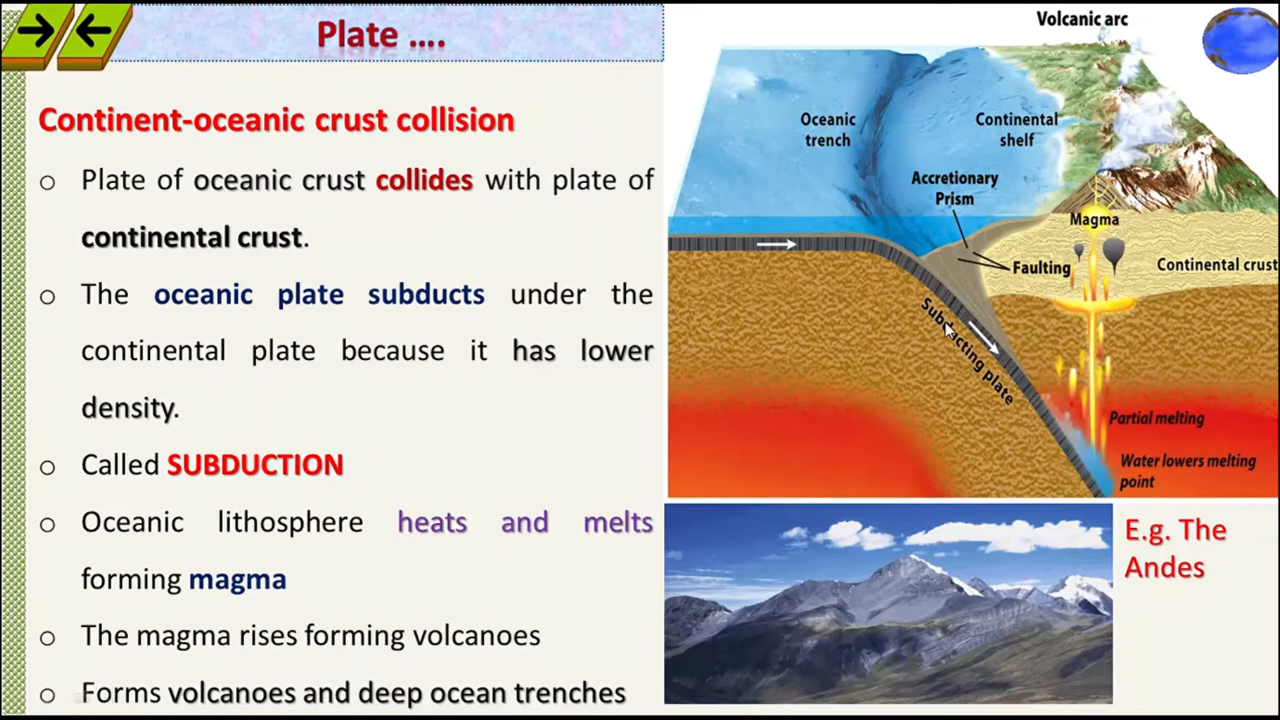 Plate ....
Continent-oceanic crust collision
o Plate of oceanic crust collides with plate of
continental crust.
o The oceanic plate subducts under the
continental plate because it has lower
density.
o Called SUBDUCTION
o Oceanic lithosphere heats and melts
forming magma
o The magma rises forming volcanoes
o Forms volcanoes and deep ocean trenches
Volcanic arc
Oceanic
trench
Continental
shelf
Accretionary
Prism
Magma
Faulting
Continental crust
Subducting plate
Partial melting
Water lowers melting
point
E.g. The
Andes